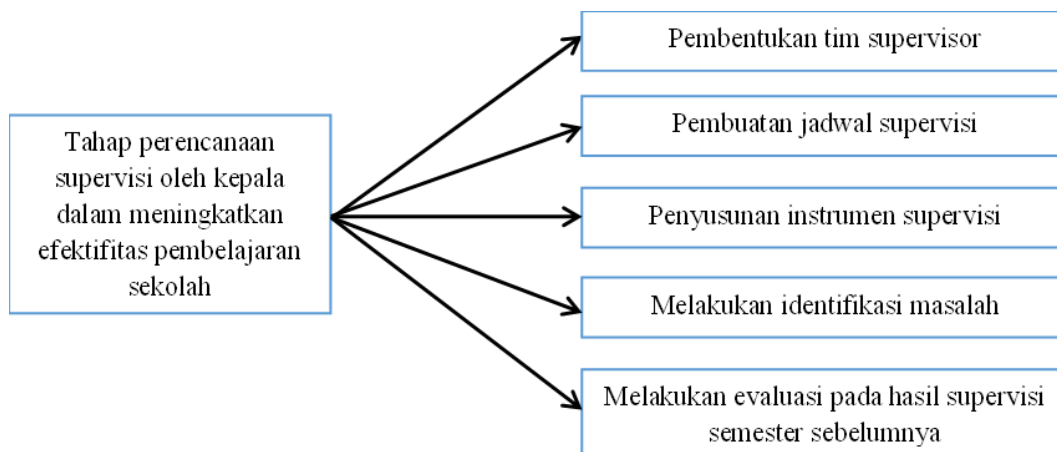 Tahap perencanaan
supervisi oleh kepala
dalam meningkatkan
efektifitas pembelajaran
sekolah
Pembentukan tim supervisor
Pembuatan jadwal supervisi
Penyusunan instrumen supervisi
Melakukan identifikasi masalah
Melakukan evaluasi pada hasil supervisi
semester sebelumnya